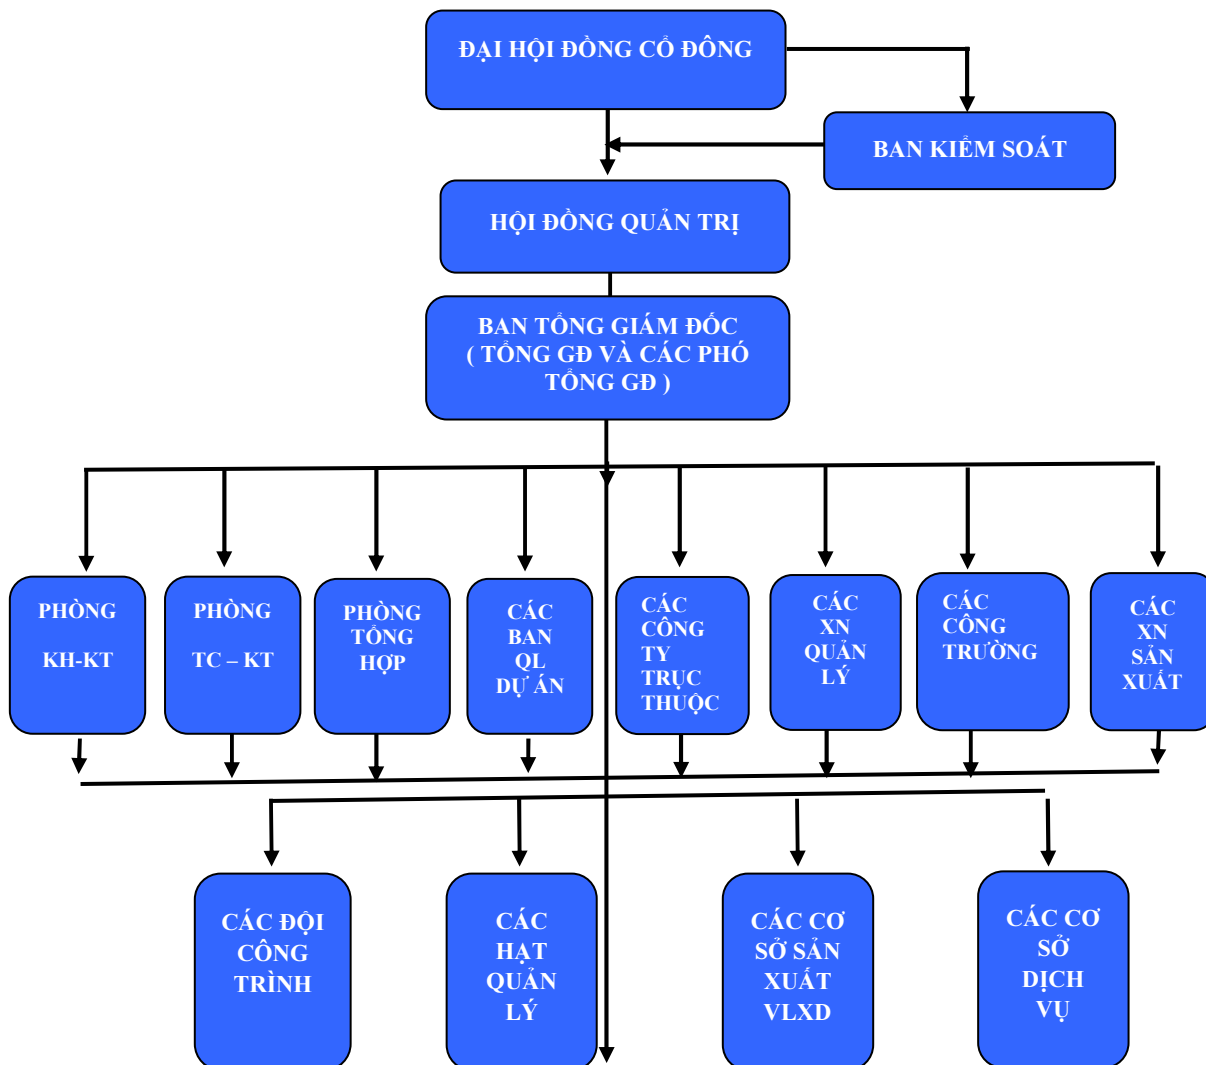 ĐẠI HỘI ĐỒNG CỔ ĐÔNG
BAN KIỂM SOÁT
HỘI ĐỒNG QUẢN TRỊ
BAN TỔNG GIÁM ĐỐC
( TỔNG GĐ VÀ CÁC PHÓ
TỔNG GĐ )
PHÒNG
KH-KT
PHÒNG
TC – KT
PHÒNG
TỔNG
HỢP
CÁC
BAN
QL
DỰ ÁN
CÁC
CÔNG
TY
TRỤC
THUỘC
CÁC
XN
QUẢN
LÝ
CÁC
CÔNG
TRƯỜNG
CÁC
XN
SẢN
XUẤT
CÁC ĐỘI
CÔNG
TRÌNH
CÁC
HẠT
QUẢN
LÝ
CÁC CƠ
SỞ SẢN
XUẤT
VLXD
CÁC CƠ
SỞ
DỊCH
VỤ